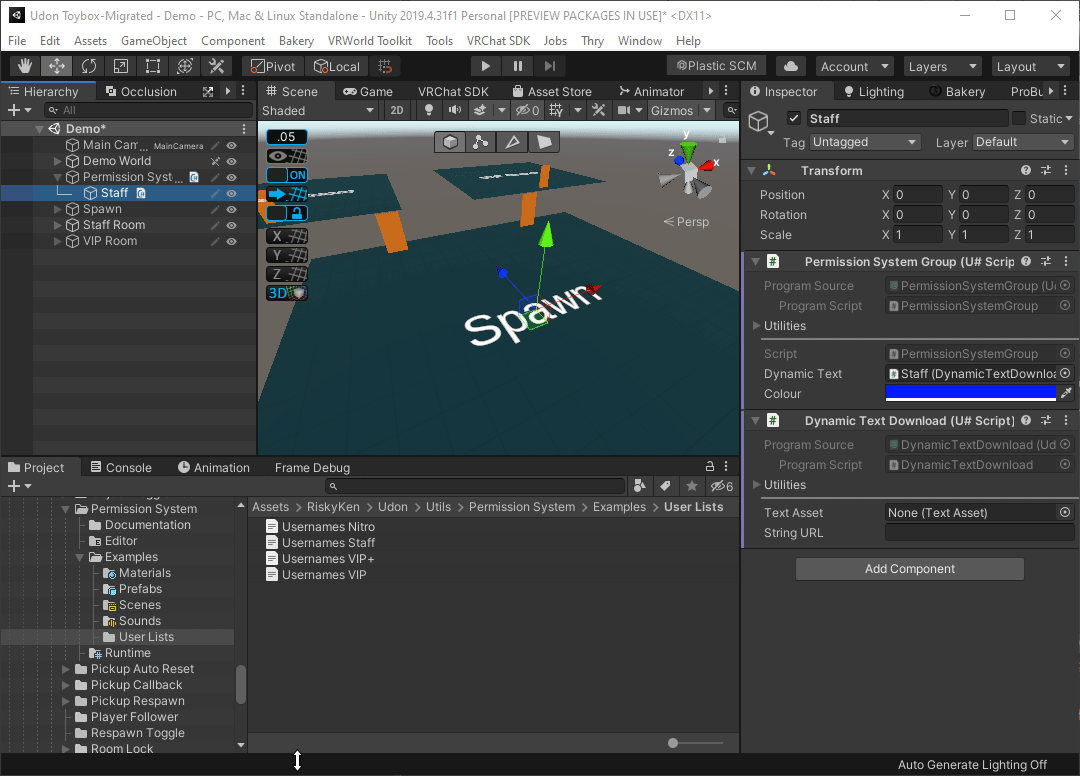 Udon Toybox-Migrated - Demo - PC, Mac & Linux Standalone - Unity 2019.4.31f1 Personal [PREVIEW PACKAGES IN USE]* <DX11>
File Edit Assets GameObject Component Bakery VRWorld Toolkit Tools VRChat SDK Jobs Thry Window Help
Pivot Local Plastic SCM Account Layers Layout
Hierarchy Occlusion
All
Demo*
Main Cam... MainCamera
Demo World
Permission Syst...
Staff
Spawn
Staff Room
VIP Room
Scene Game VRChat SDK Asset Store Animator
Shaded 2D 0 Gizmos
.05
ON
X
Y
Z
3D
y
z
x
Persp
Spawn
Inspector Lighting Bakery ProBu
Staff Static
Tag Untagged Layer Default
Transform
Position X 0 Y 0 Z 0
Rotation X 0 Y 0 Z 0
Scale X 1 Y 1 Z 1
Permission System Group (U# Scrip
Program Source PermissionSystemGroup (U
Program Script PermissionSystemGroup
Utilities
Script PermissionSystemGroup
Dynamic Text Staff (DynamicTextDownloa
Colour
Dynamic Text Download (U# Script)
Program Source DynamicTextDownload (Ud
Program Script DynamicTextDownload
Utilities
Text Asset None (Text Asset)
String URL
Add Component
Project Console Animation Frame Debug
6
Permission System
Documentation
Editor
Examples
Materials
Prefabs
Scenes
Sounds
User Lists
Runtime
Pickup Auto Reset
Pickup Callback
Pickup Respawn
Player Follower
Respawn Toggle
Room Lock
Assets > RiskyKen > Udon > Utils > Permission System > Examples > User Lists
Usernames Nitro
Usernames Staff
Usernames VIP+
Usernames VIP
Auto Generate Lighting Off